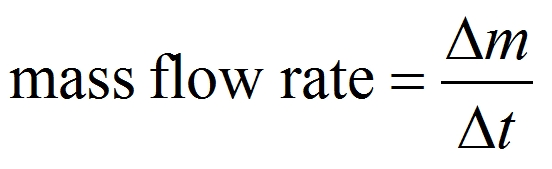 mass flow rate = Δm/Δt